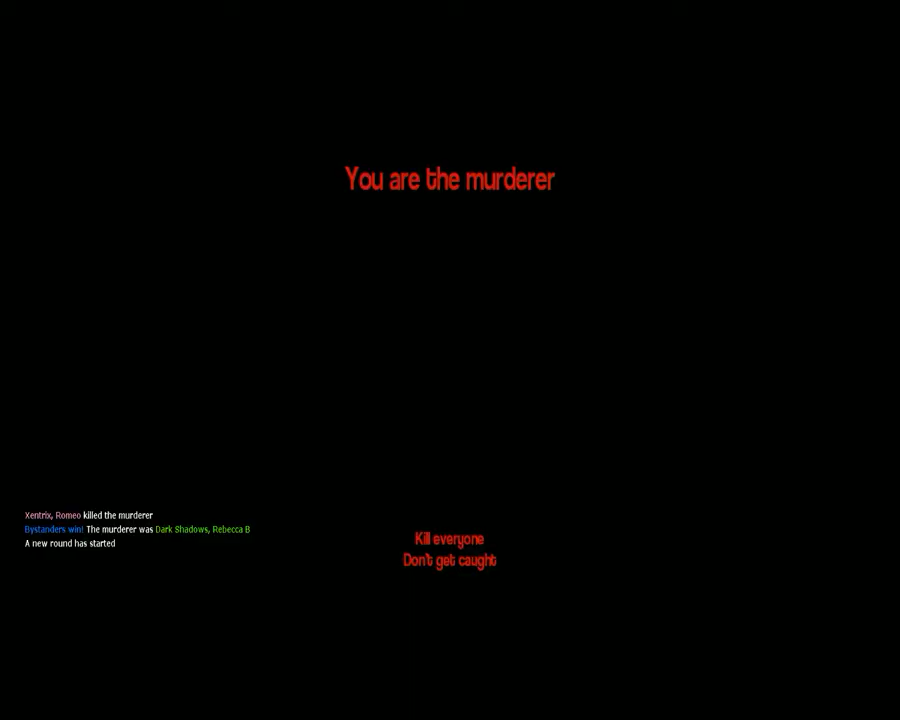 You are the murderer
Xentrix, Romeo killed the murderer
Bystanders win! The murderer was Dark Shadows, Rebecca B
A new round has started
Kill everyone
Don't get caught